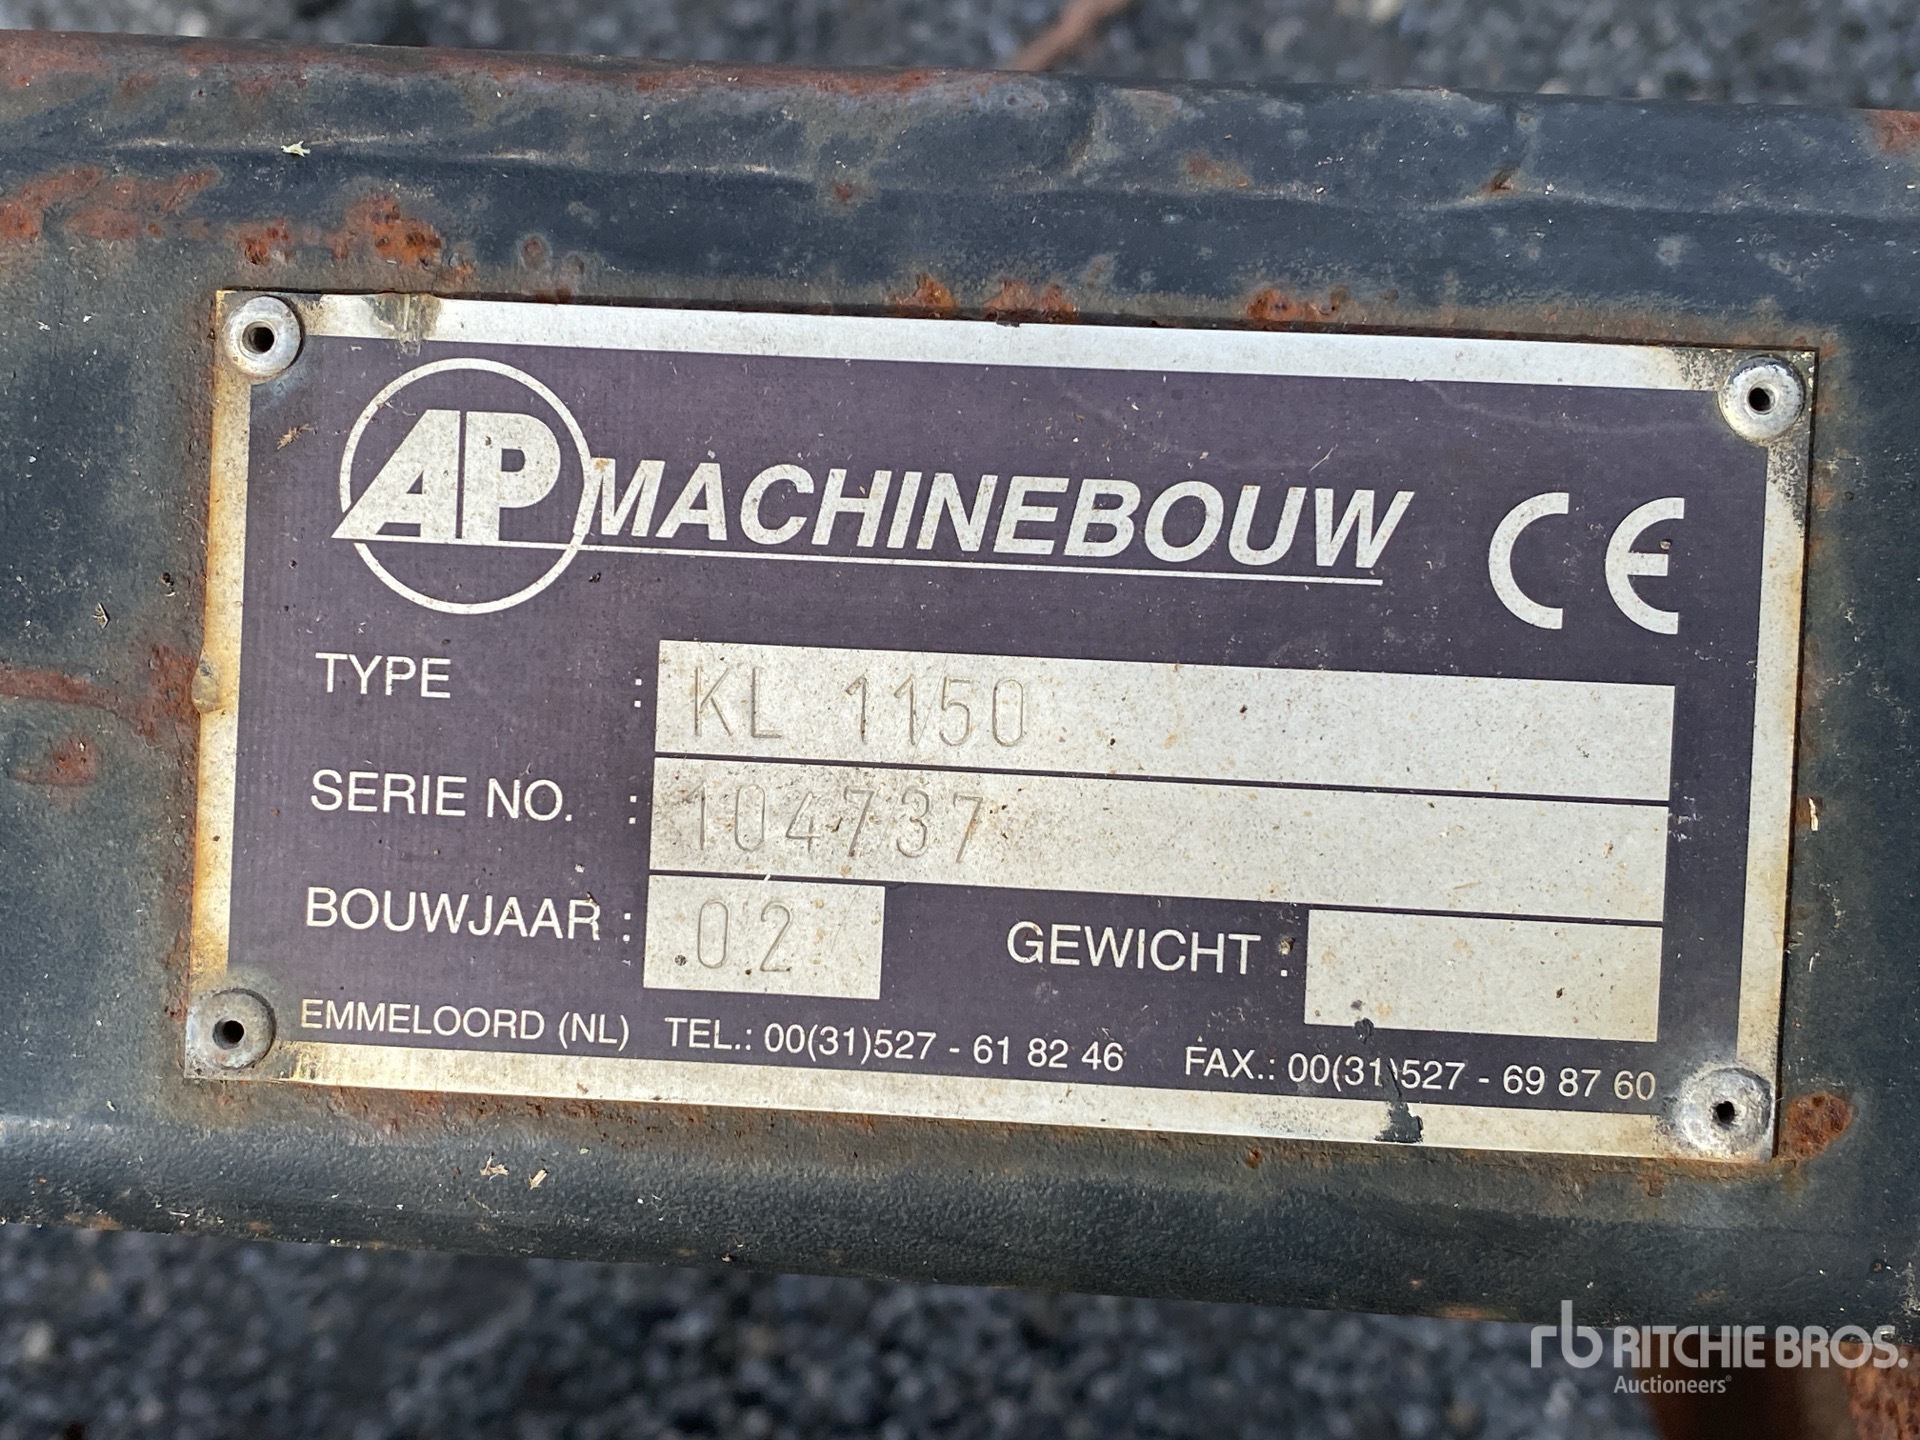 AP MACHINEBOUW CE
TYPE : KL 1150
SERIE NO. : 104737
BOUWJAAR : 02 GEWICHT :
EMMELOORD (NL) TEL.: 00(31)527 - 61 82 46 FAX.: 00(31)527 - 69 87 60
rb RITCHIE BROS.
Auctioneers®